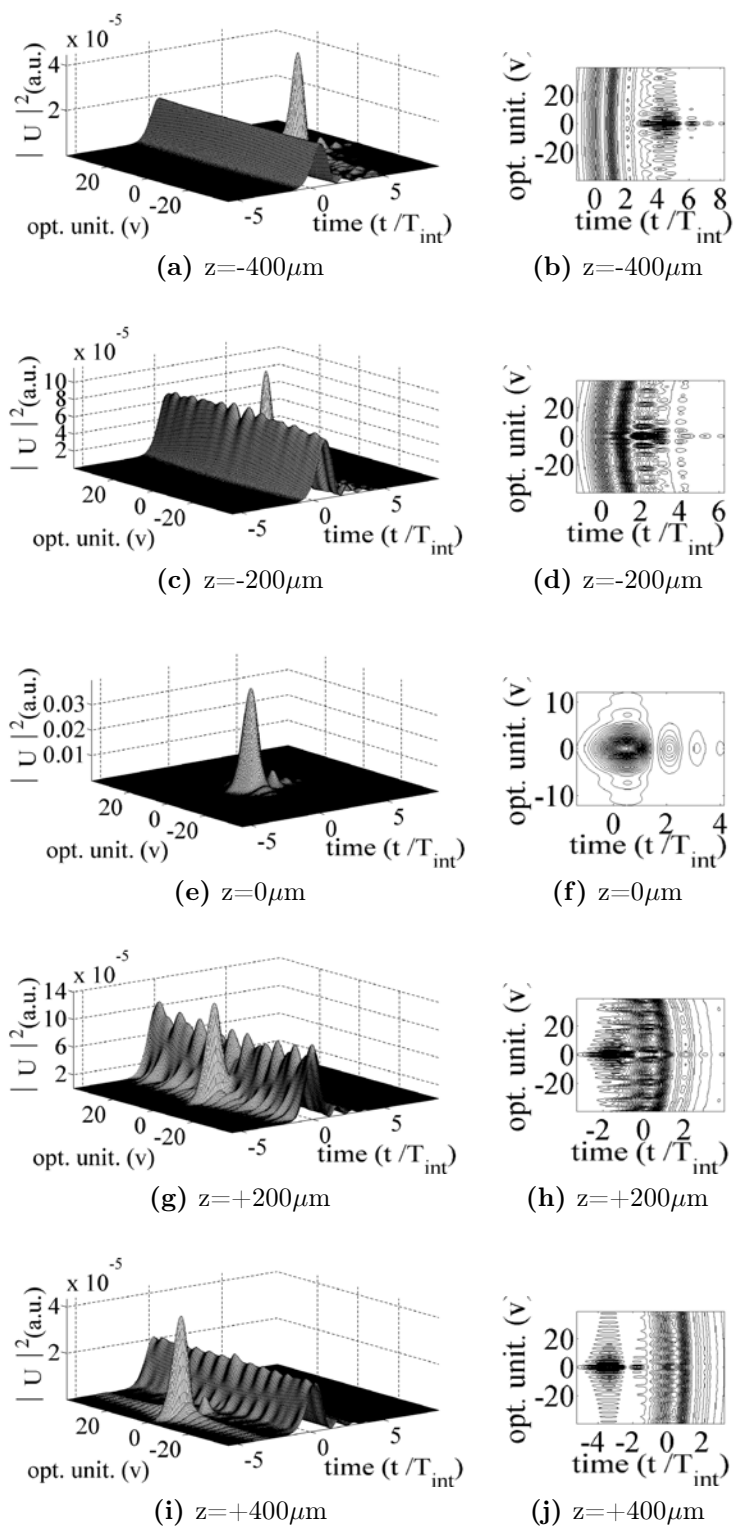 x 10^-5
4
2
| U |^2(a.u.)
20
0
-20
opt. unit. (v)
-5
0
5
time (t /T_int)
(a) z=-400μm
opt. unit. (v)
20
0
-20
0 2 4 6 8
time (t /T_int)
(b) z=-400μm
x 10^-5
10
8
6
4
2
| U |^2(a.u.)
20
0
-20
opt. unit. (v)
-5
0
5
time (t /T_int)
(c) z=-200μm
opt. unit. (v)
20
0
-20
0 2 4 6
time (t /T_int)
(d) z=-200μm
0.03
0.02
0.01
| U |^2(a.u.)
20
0
-20
opt. unit. (v)
-5
0
5
time (t /T_int)
(e) z=0μm
opt. unit. (v)
10
0
-10
0 2 4
time (t /T_int)
(f) z=0μm
x 10^-5
14
10
6
2
| U |^2(a.u.)
20
0
-20
opt. unit. (v)
-5
0
5
time (t /T_int)
(g) z=+200μm
opt. unit. (v)
20
0
-20
-2 0 2
time (t /T_int)
(h) z=+200μm
x 10^-5
4
2
| U |^2(a.u.)
20
0
-20
opt. unit. (v)
-5
0
5
time (t /T_int)
(i) z=+400μm
opt. unit. (v)
20
0
-20
-4 -2 0 2
time (t /T_int)
(j) z=+400μm